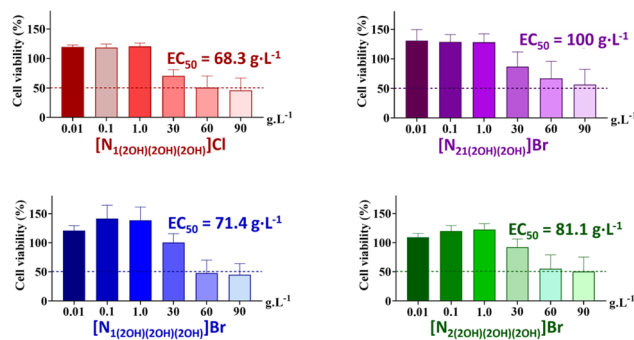 Cell viability (%)
150
100
50
0
EC50 = 68.3 g·L-1
0.01 0.1 1.0 30 60 90 g.L-1
[N1(2OH)(2OH)(2OH)]Cl
Cell viability (%)
150
100
50
0
EC50 = 100 g·L-1
0.01 0.1 1.0 30 60 90 g.L-1
[N21(2OH)(2OH)]Br
Cell viability (%)
150
100
50
0
EC50 = 71.4 g·L-1
0.01 0.1 1.0 30 60 90 g.L-1
[N1(2OH)(2OH)(2OH)]Br
Cell viability (%)
150
100
50
0
EC50 = 81.1 g·L-1
0.01 0.1 1.0 30 60 90 g.L-1
[N2(2OH)(2OH)(2OH)]Br